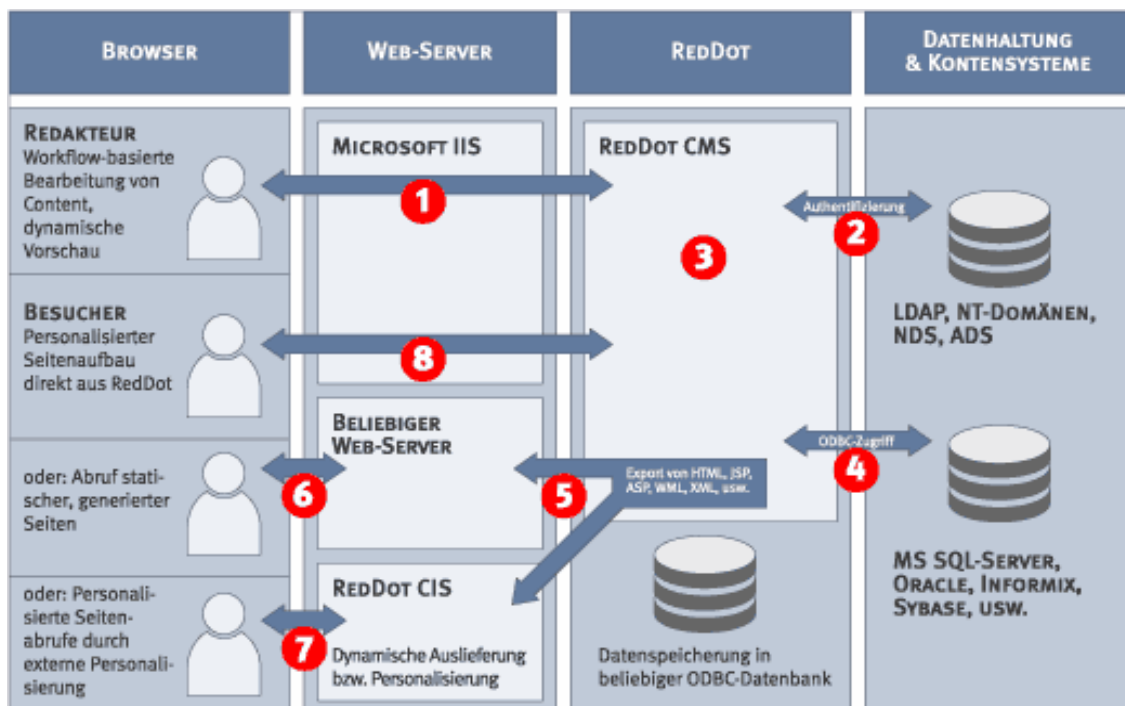 BROWSER
WEB-SERVER
REDDOT
DATENHALTUNG
& KONTENSYSTEME
REDAKTEUR
Workflow-basierte
Bearbeitung von
Content,
dynamische
Vorschau
BESUCHER
Personalisierter
Seitenaufbau
direkt aus RedDot
oder: Abruf stati-
scher, generierter
Seiten
oder: Personali-
sierte Seiten-
abrufe durch
externe Personali-
sierung
MICROSOFT IIS
1
8
BELIEBIGER
WEB-SERVER
6
5
REDDOT CIS
7
Dynamische Auslieferung
bzw. Personalisierung
REDDOT CMS
3
Export von HTML, JSP,
ASP, WML, XML, usw.
Datenspeicherung in
beliebiger ODBC-Datenbank
Authentifizierung
2
LDAP, NT-DOMÄNEN,
NDS, ADS
ODBC-Zugriff
4
MS SQL-SERVER,
ORACLE, INFORMIX,
SYBASE, USW.